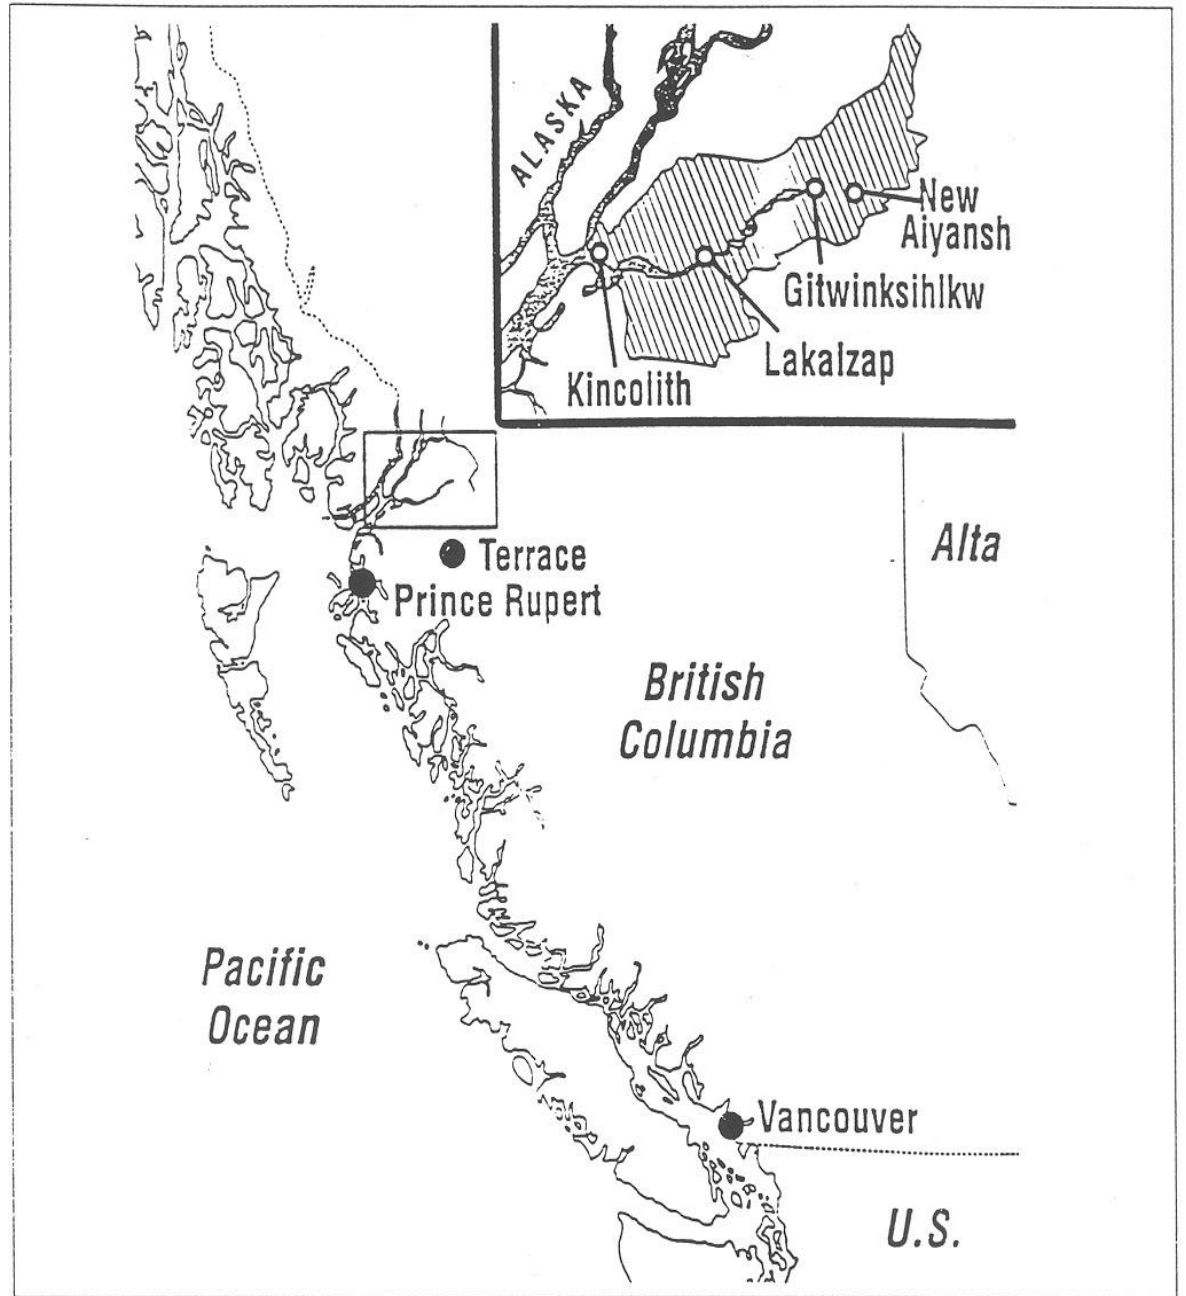 ALASKA
New
Aiyansh
Gitwinksihlkw
Lakalzap
Kincolith
Alta
Terrace
Prince Rupert
British
Columbia
Pacific
Ocean
Vancouver
U.S.